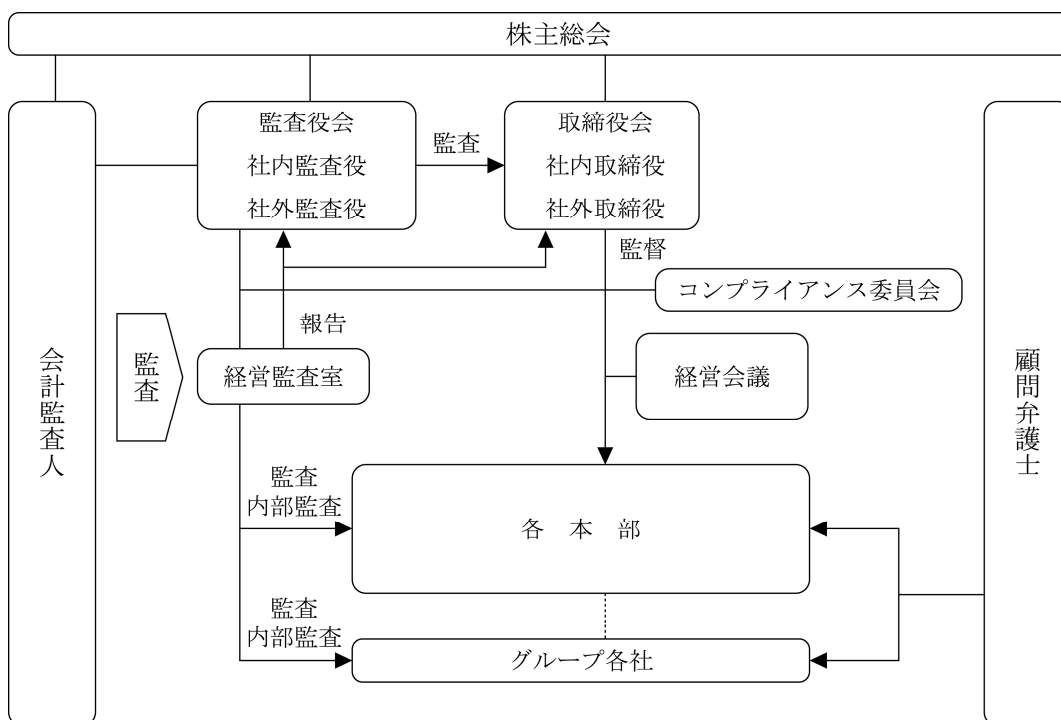 株主総会
監査役会
社内監査役
社外監査役
監査
取締役会
社内取締役
社外取締役
監督
コンプライアンス委員会
報告
会計監査人
監査
経営監査室
経営会議
顧問弁護士
監査
内部監査
各本部
監査
内部監査
グループ各社